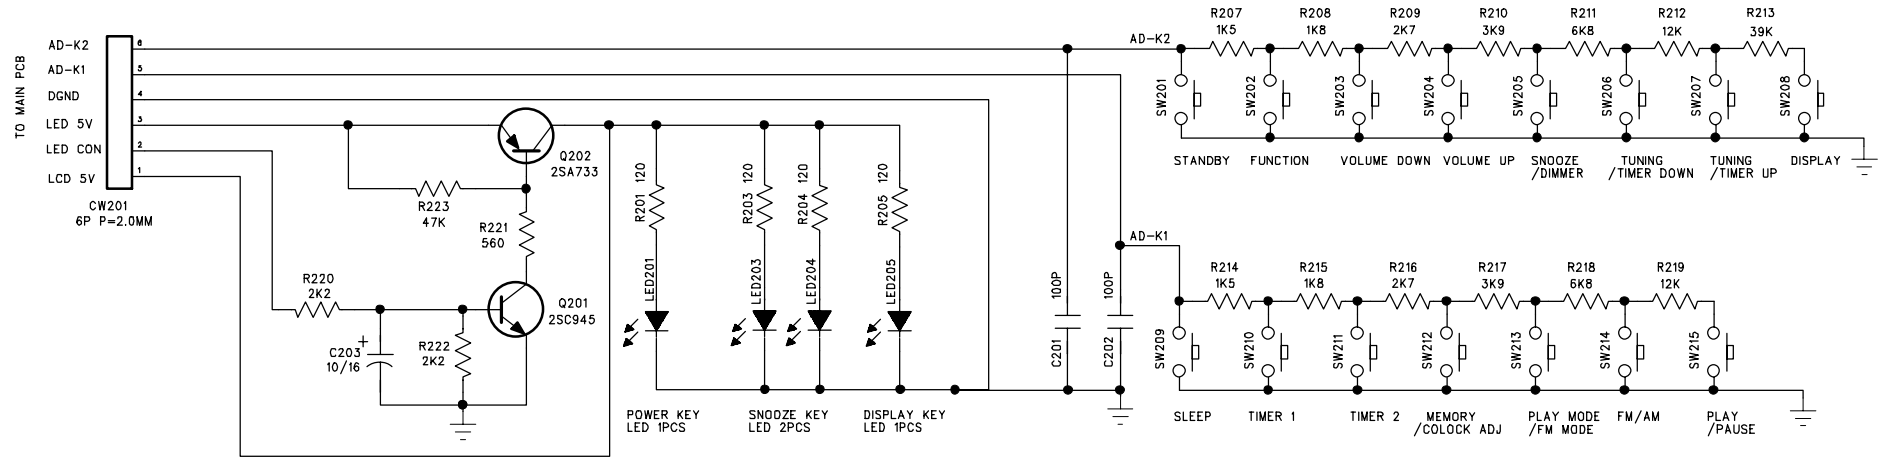 TO MAIN PCB
AD-K2
AD-K1
DGND
LED 5V
LED CON
LCD 5V
6
5
4
3
2
1
CW201
6P P=2.0MM
Q202
2SA733
R223
47K
R221
560
R220
2K2
Q201
2SC945
+
C203
10/16
R222
2K2
R201 120
R203 120
R204 120
R205 120
LED201
LED203
LED204
LED205
POWER KEY
LED 1PCS
SNOOZE KEY
LED 2PCS
DISPLAY KEY
LED 1PCS
C201 100P
C202 100P
AD-K2
R207
1K5
R208
1K8
R209
2K7
R210
3K9
R211
6K8
R212
12K
R213
39K
SW201
SW202
SW203
SW204
SW205
SW206
SW207
SW208
STANDBY
FUNCTION
VOLUME DOWN
VOLUME UP
SNOOZE
/DIMMER
TUNING
/TIMER DOWN
TUNING
/TIMER UP
DISPLAY
AD-K1
R214
1K5
R215
1K8
R216
2K7
R217
3K9
R218
6K8
R219
12K
SW209
SW210
SW211
SW212
SW213
SW214
SW215
SLEEP
TIMER 1
TIMER 2
MEMORY
/COLOCK ADJ
PLAY MODE
/FM MODE
FM/AM
PLAY
/PAUSE